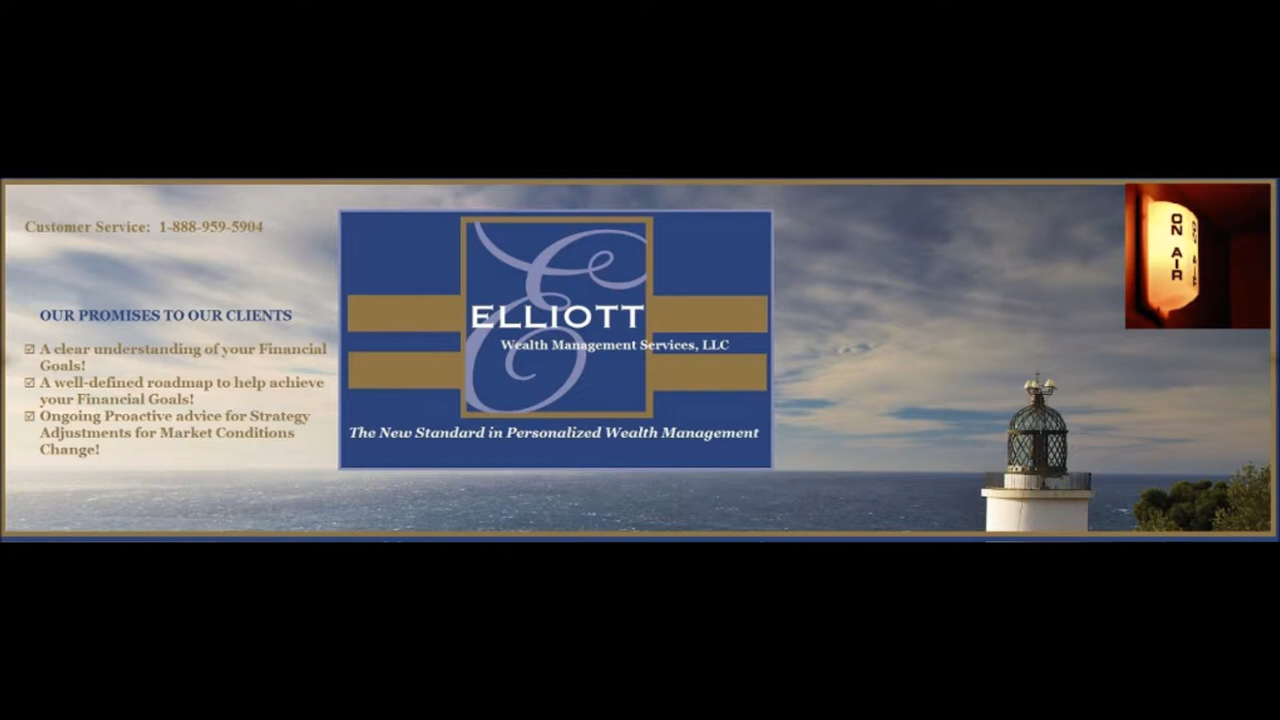 Customer Service: 1-888-959-5904
OUR PROMISES TO OUR CLIENTS
☑ A clear understanding of your Financial
Goals!
☑ A well-defined roadmap to help achieve
your Financial Goals!
☑ Ongoing Proactive advice for Strategy
Adjustments for Market Conditions
Change!
E
ELLIOTT
Wealth Management Services, LLC
The New Standard in Personalized Wealth Management
ON AIR